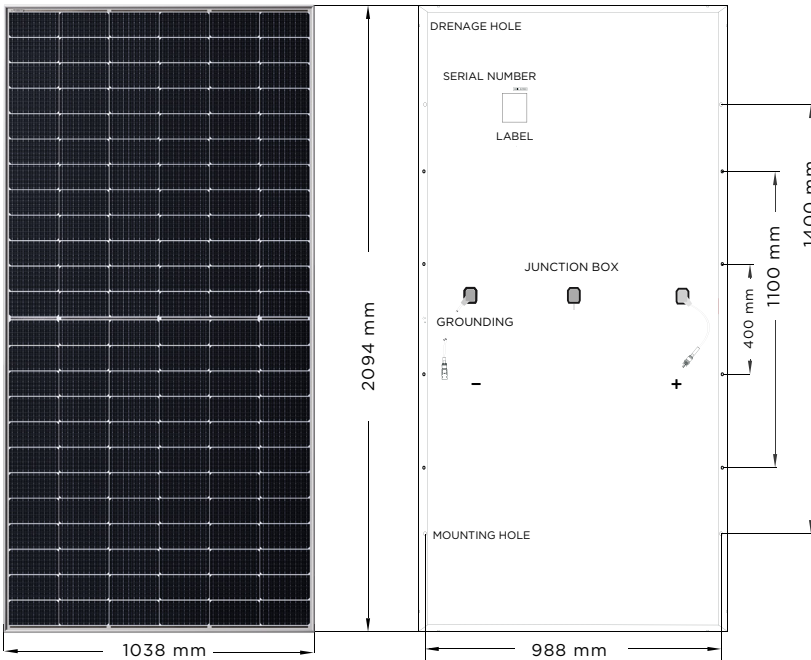 DRENAGE HOLE
SERIAL NUMBER
LABEL
1400 mm
1100 mm
JUNCTION BOX
2094 mm
400 mm
GROUNDING
–
+
MOUNTING HOLE
1038 mm
988 mm